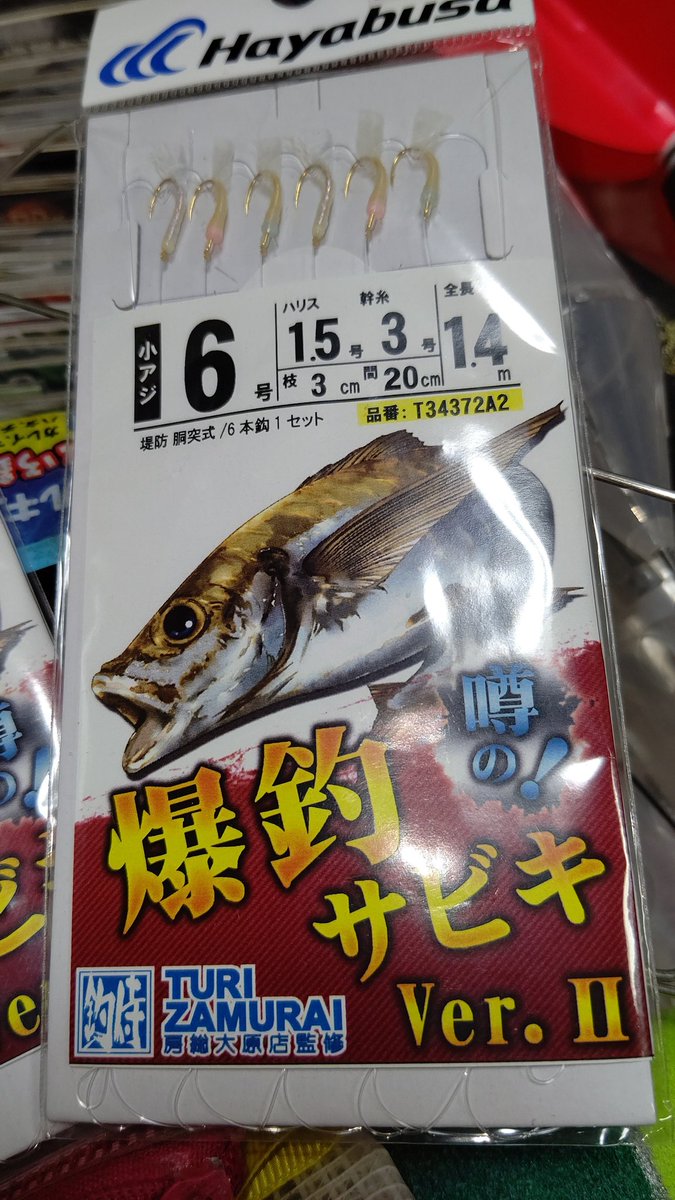 Hayabusa
小アジ 6号
ハリス 1.5号
幹糸 3号
全長 1.4m
枝 3cm 間 20cm
品番: T34372A2
堤防 胴突式/6本鈎1セット
噂の!
爆釣
サビキ
Ver.Ⅱ
釣侍
TURI
ZAMURAI
房総大原店監修